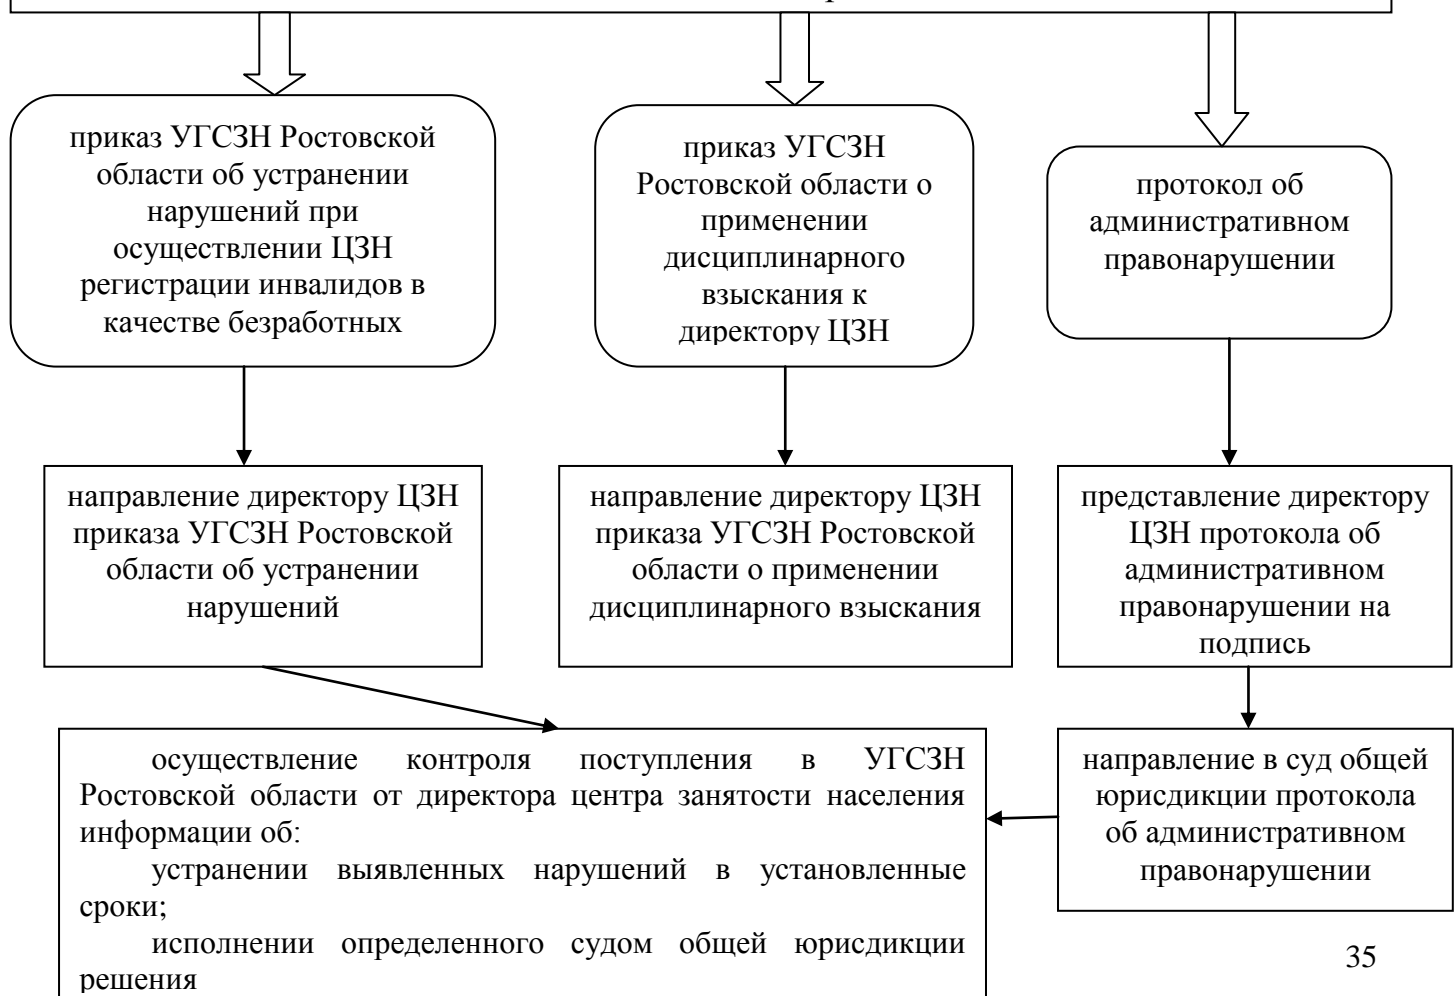 приказ УГСЗН Ростовской
области об устранении
нарушений при
осуществлении ЦЗН
регистрации инвалидов в
качестве безработных
приказ УГСЗН
Ростовской области о
применении
дисциплинарного
взыскания к
директору ЦЗН
протокол об
административном
правонарушении
направление директору ЦЗН
приказа УГСЗН Ростовской
области об устранении
нарушений
направление директору ЦЗН
приказа УГСЗН Ростовской
области о применении
дисциплинарного взыскания
представление директору
ЦЗН протокола об
административном
правонарушении на
подпись
осуществление контроля поступления в УГСЗН
Ростовской области от директора центра занятости населения
информации об:
устранении выявленных нарушений в установленные
сроки;
исполнении определенного судом общей юрисдикции
решения
направление в суд общей
юрисдикции протокола
об административном
правонарушении
35